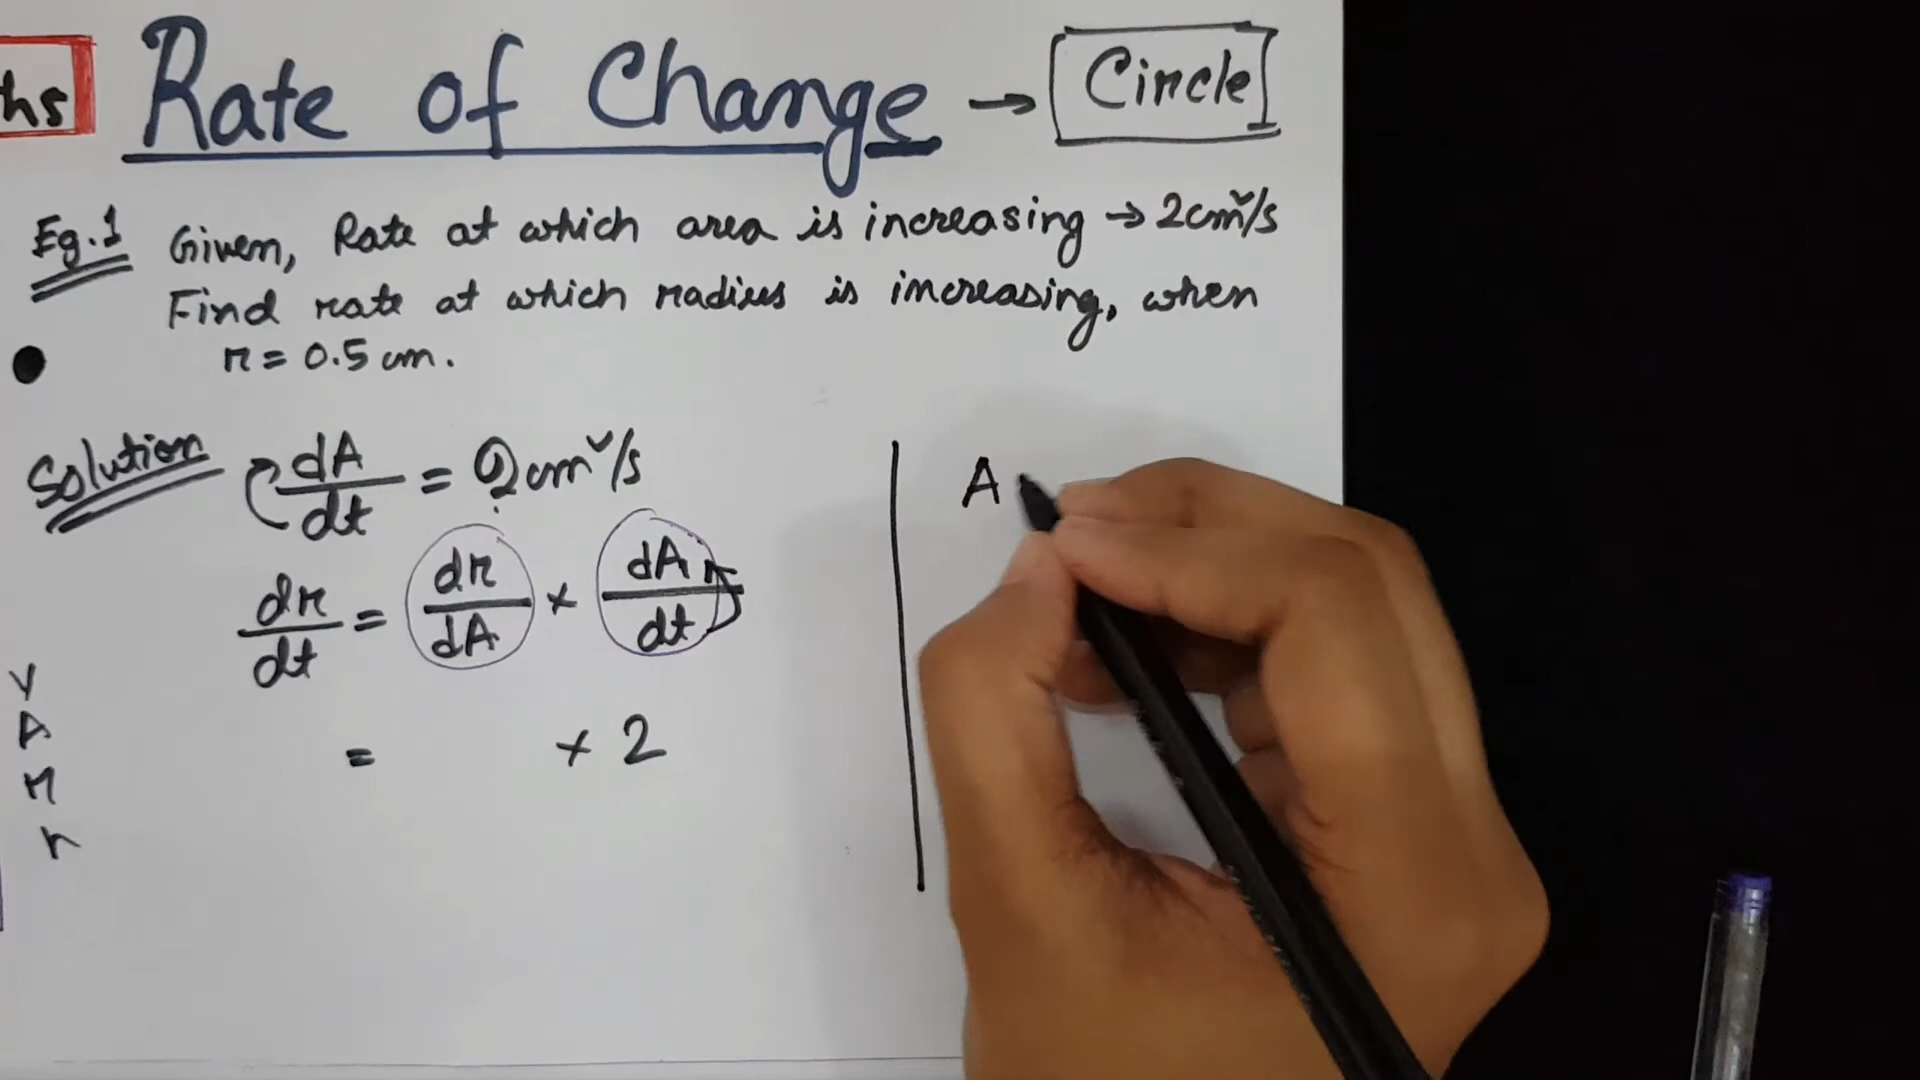 hs
Rate of Change → Circle
Eg.1 Given, Rate at which area is increasing → 2cm²/s
Find rate at which radius is increasing, when
r = 0.5 cm.
Solution dA/dt = 2cm²/s
dr/dt = dr/dA × dA/dt
= × 2
A
V
A
r
h